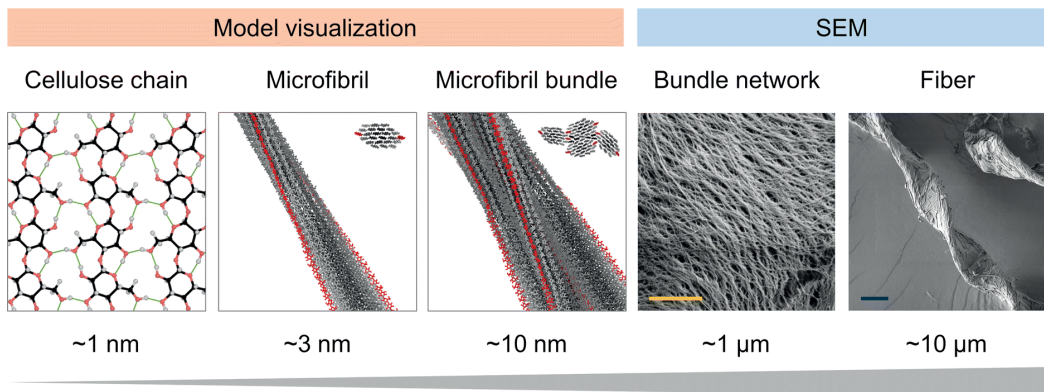 Model visualization
SEM
Cellulose chain
Microfibril
Microfibril bundle
Bundle network
Fiber
~1 nm
~3 nm
~10 nm
~1 µm
~10 µm